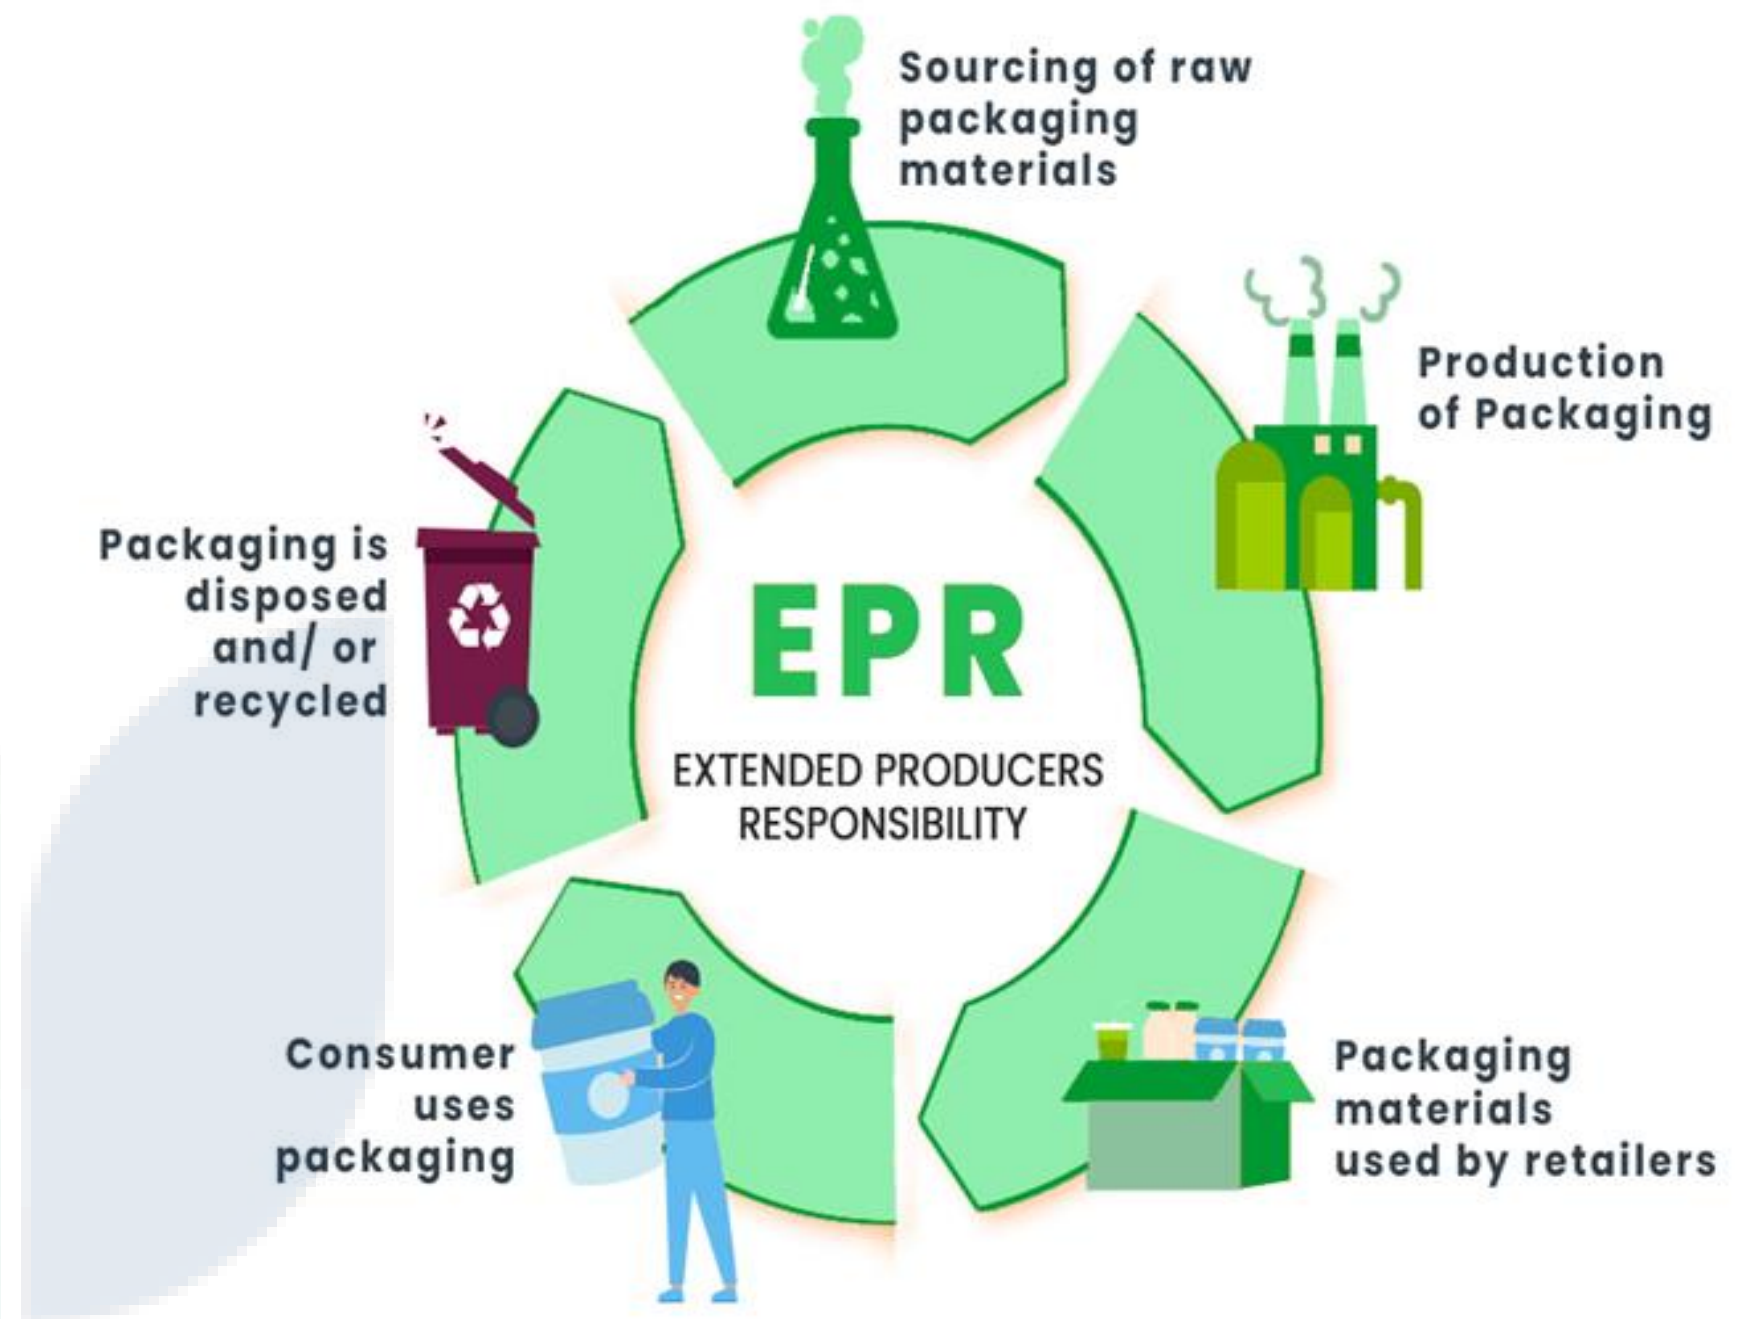 Sourcing of raw
packaging
materials
Production
of Packaging
Packaging is
disposed
and/ or
recycled
EPR
EXTENDED PRODUCERS
RESPONSIBILITY
Consumer
uses
packaging
Packaging
materials
used by retailers